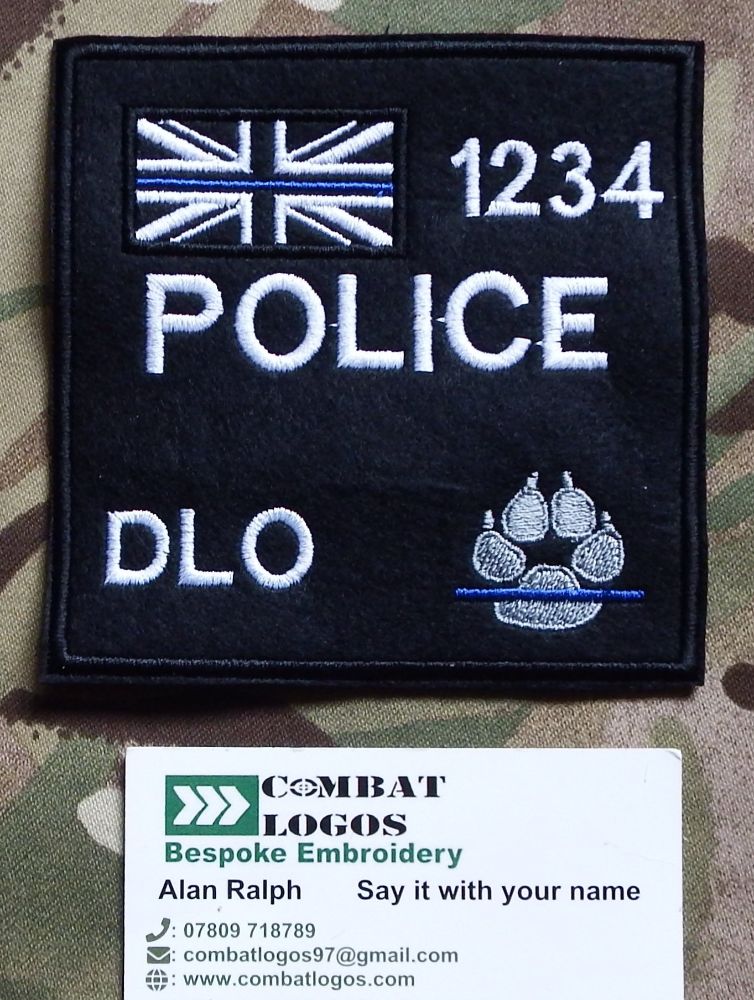 1234
POLICE
DLO
COMBAT
LOGOS
Bespoke Embroidery
Alan Ralph Say it with your name
: 07809 718789
: combatlogos97@gmail.com
: www.combatlogos.com